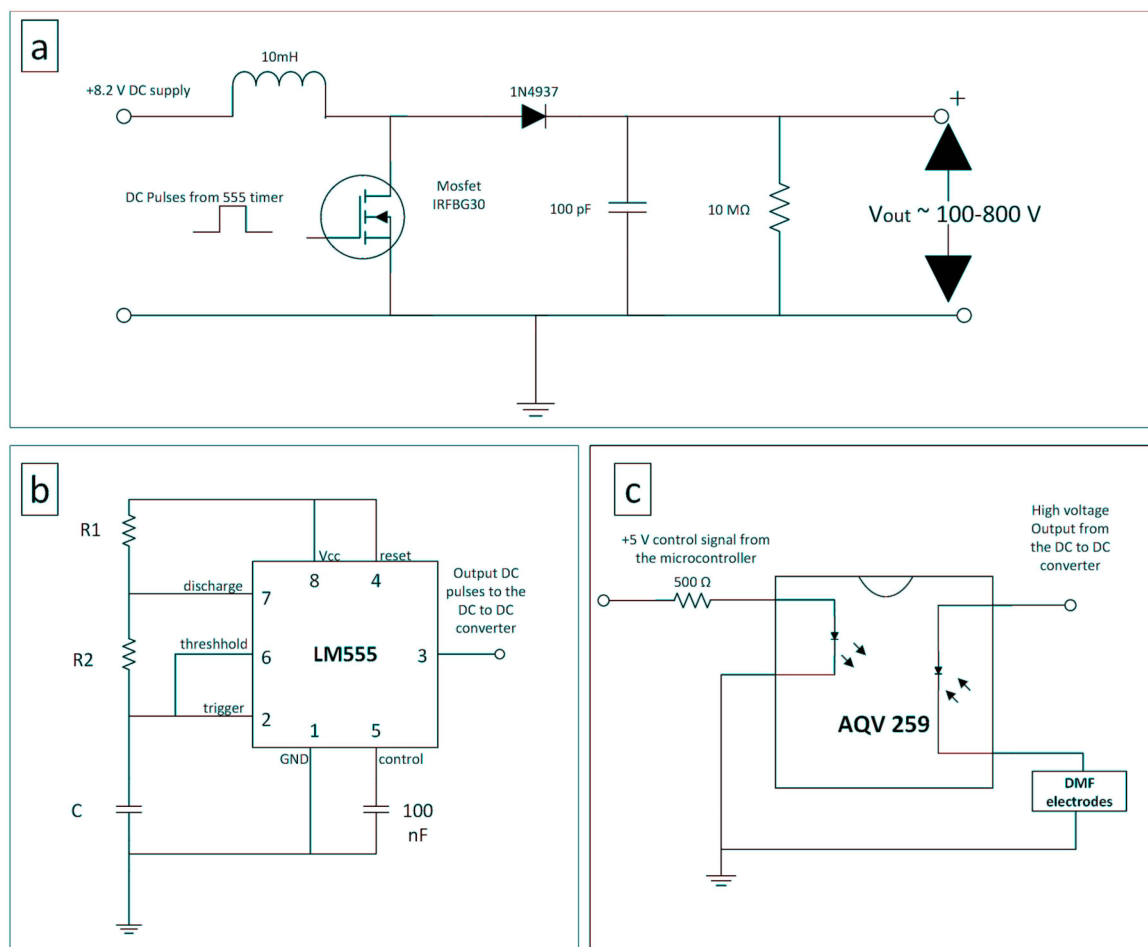 a
10mH
+8.2 V DC supply
1N4937
+
DC Pulses from 555 timer
Mosfet
IRFBG30
100 pF
10 MΩ
Vout ~ 100-800 V
b
R1
Vcc
reset
8
4
discharge
7
Output DC
pulses to the
DC to DC
converter
R2
threshhold
6
LM555
3
trigger
2
1
5
GND
control
C
100
nF
c
+5 V control signal from
the microcontroller
500 Ω
High voltage
Output from
the DC to DC
converter
AQV 259
DMF
electrodes